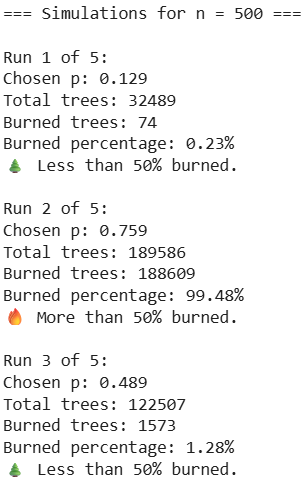 === Simulations for n = 500 ===
Run 1 of 5:
Chosen p: 0.129
Total trees: 32489
Burned trees: 74
Burned percentage: 0.23%
🌲 Less than 50% burned.
Run 2 of 5:
Chosen p: 0.759
Total trees: 189586
Burned trees: 188609
Burned percentage: 99.48%
🔥 More than 50% burned.
Run 3 of 5:
Chosen p: 0.489
Total trees: 122507
Burned trees: 1573
Burned percentage: 1.28%
🌲 Less than 50% burned.